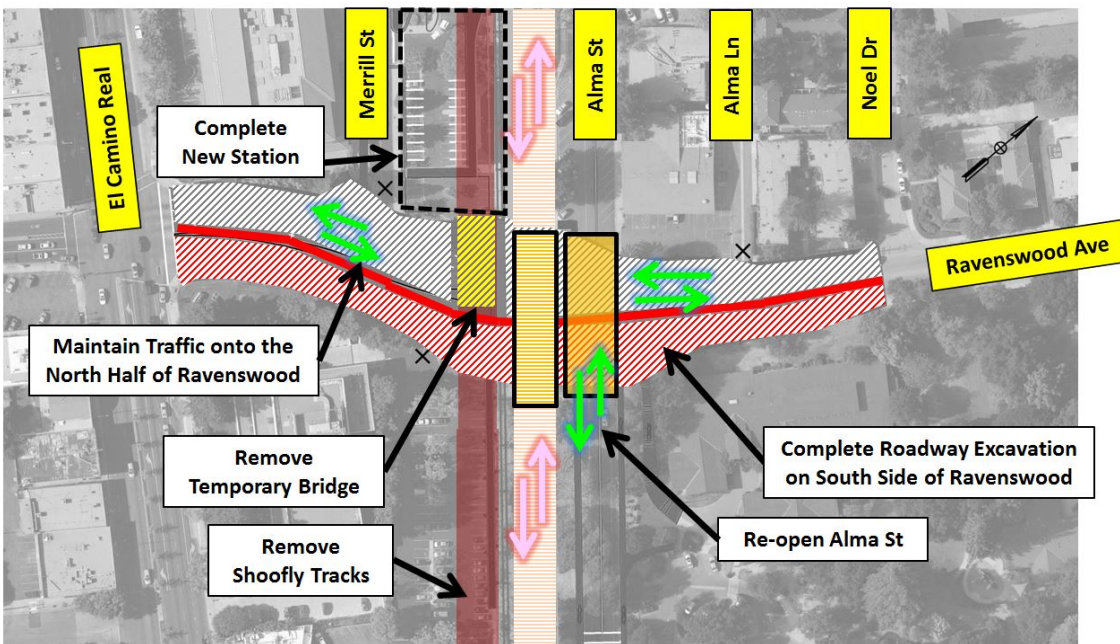 El Camino Real
Merrill St
Alma St
Alma Ln
Noel Dr
Ravenswood Ave
Complete
New Station
Maintain Traffic onto the
North Half of Ravenswood
Remove
Temporary Bridge
Remove
Shoofly Tracks
Complete Roadway Excavation
on South Side of Ravenswood
Re-open Alma St